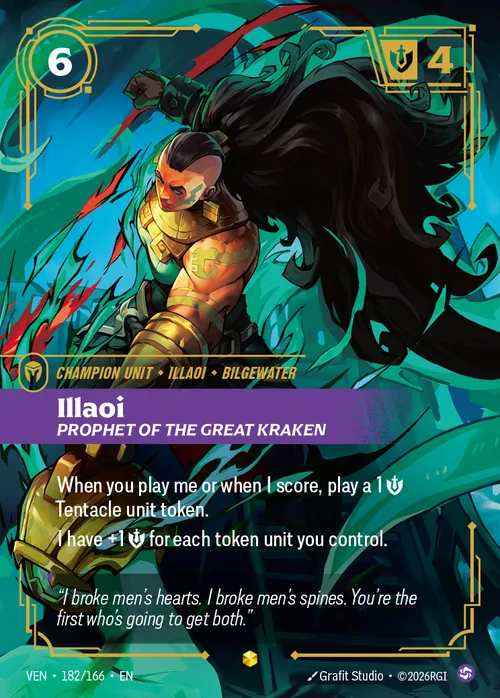 6
4
CHAMPION UNIT • ILLAOI • BILGEWATER
Illaoi
PROPHET OF THE GREAT KRAKEN
When you play me or when I score, play a 1
Tentacle unit token.
I have +1 for each token unit you control.
“I broke men’s hearts. I broke men’s spines. You’re the
first who’s going to get both.”
VEN • 182/166 • EN
Grafit Studio • ©2026RGI